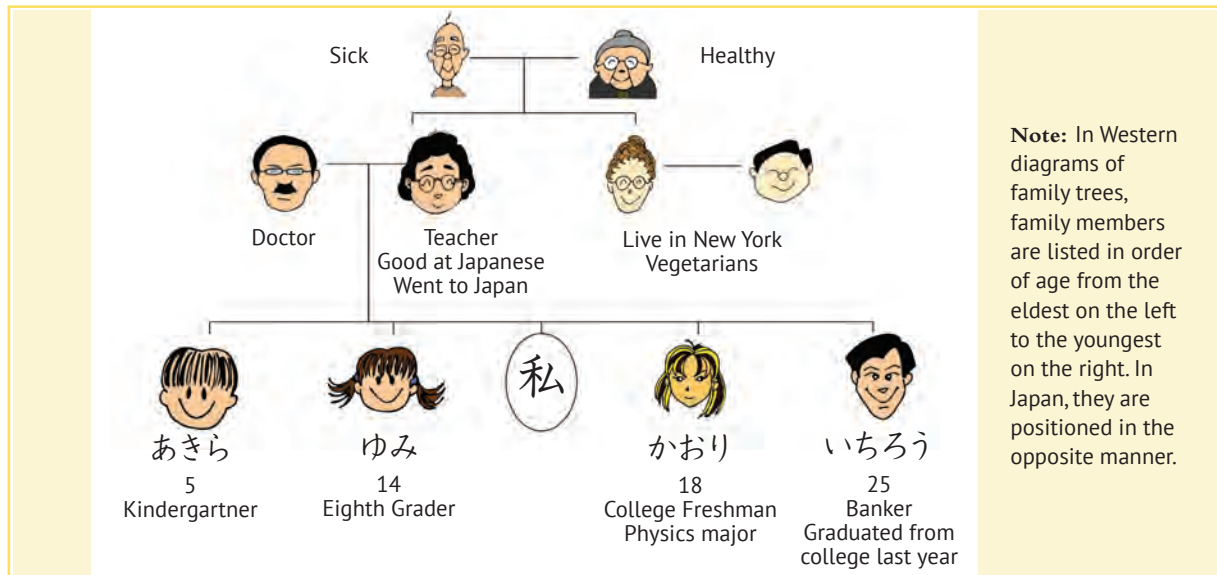 Sick
Healthy
Doctor
Teacher
Good at Japanese
Went to Japan
Live in New York
Vegetarians
あきら
5
Kindergartner
ゆみ
14
Eighth Grader
私
かおり
18
College Freshman
Physics major
いちろう
25
Banker
Graduated from
college last year
Note: In Western
diagrams of
family trees,
family members
are listed in order
of age from the
eldest on the left
to the youngest
on the right. In
Japan, they are
positioned in the
opposite manner.